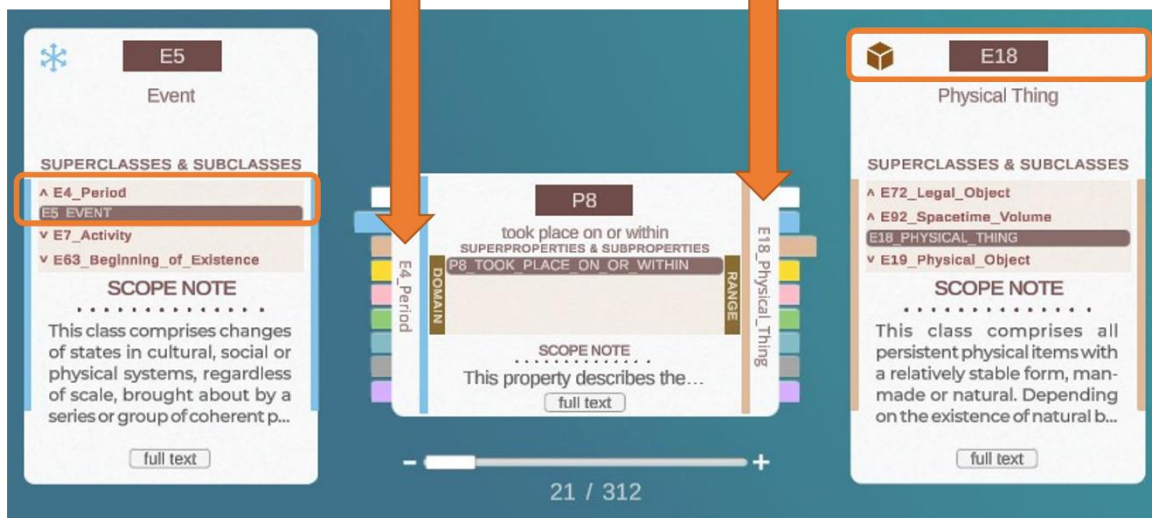 E5
Event
SUPERCLASSES & SUBCLASSES
ʌ E4_Period
E5 EVENT
v E7_Activity
v E63_Beginning_of_Existence
SCOPE NOTE
This class comprises changes
of states in cultural, social or
physical systems, regardless
of scale, brought about by a
series or group of coherent p...
full text
E4_Period
DOMAIN
P8
took place on or within
SUPERPROPERTIES & SUBPROPERTIES
P8_TOOK_PLACE_ON_OR_WITHIN
SCOPE NOTE
This property describes the...
full text
RANGE
E18_Physical_Thing
- +
21 / 312
E18
Physical Thing
SUPERCLASSES & SUBCLASSES
ʌ E72_Legal_Object
ʌ E92_Spacetime_Volume
E18_PHYSICAL_THING
v E19_Physical_Object
SCOPE NOTE
This class comprises all
persistent physical items with
a relatively stable form, man-
made or natural. Depending
on the existence of natural b...
full text